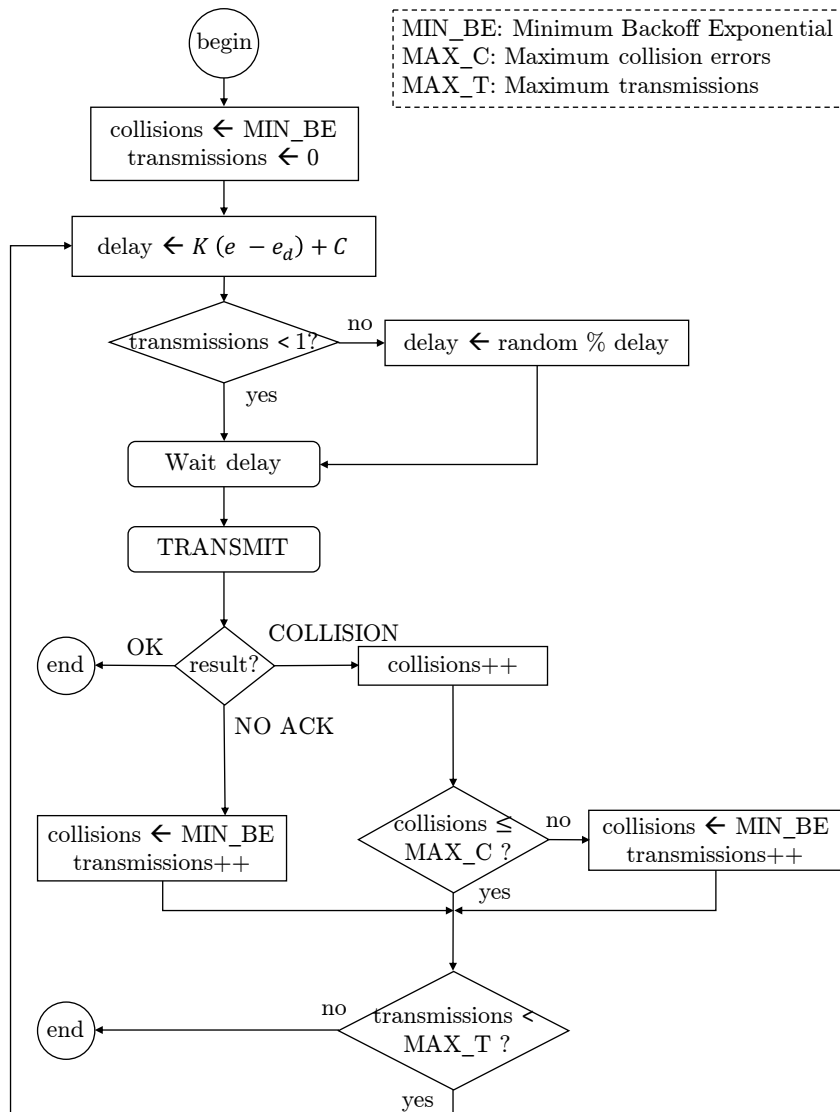 begin
MIN_BE: Minimum Backoff Exponential
MAX_C: Maximum collision errors
MAX_T: Maximum transmissions
collisions ← MIN_BE
transmissions ← 0
delay ← K (e − e_d) + C
transmissions < 1?
no
delay ← random % delay
yes
Wait delay
TRANSMIT
result?
OK
end
COLLISION
collisions++
NO ACK
collisions ← MIN_BE
transmissions++
collisions ≤
MAX_C ?
no
collisions ← MIN_BE
transmissions++
yes
transmissions <
MAX_T ?
no
end
yes